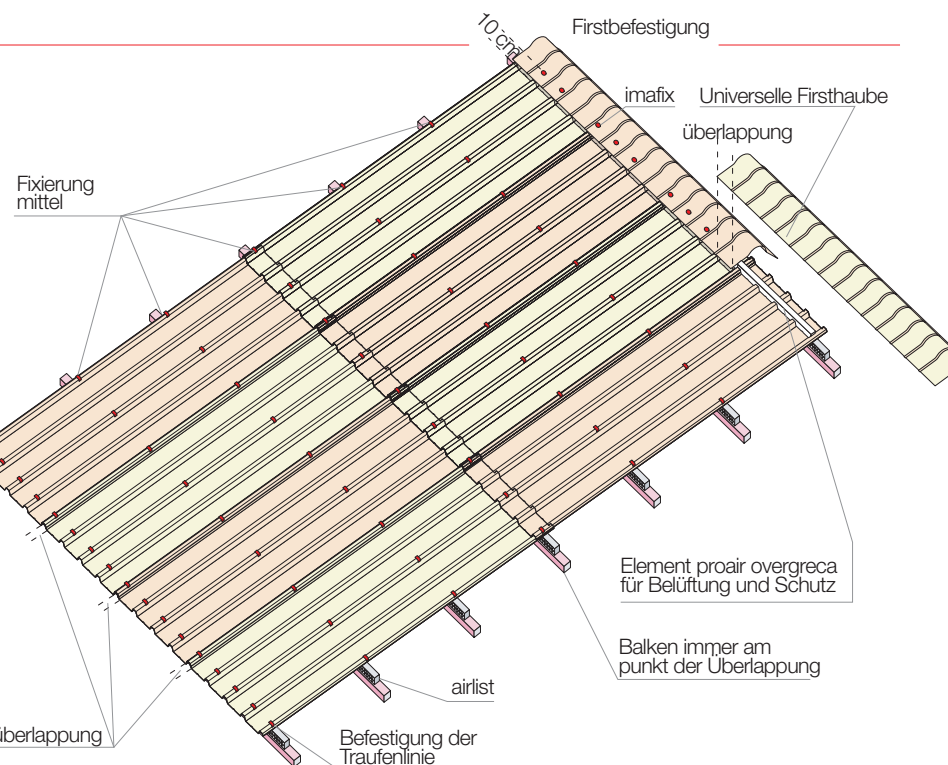 Firstbefestigung
10 cm
imafix
Universelle Firsthaube
überlappung
Fixierung
mittel
Element proair overgreca
für Belüftung und Schutz
Balken immer am
punkt der Überlappung
airlist
überlappung
Befestigung der
Traufenlinie